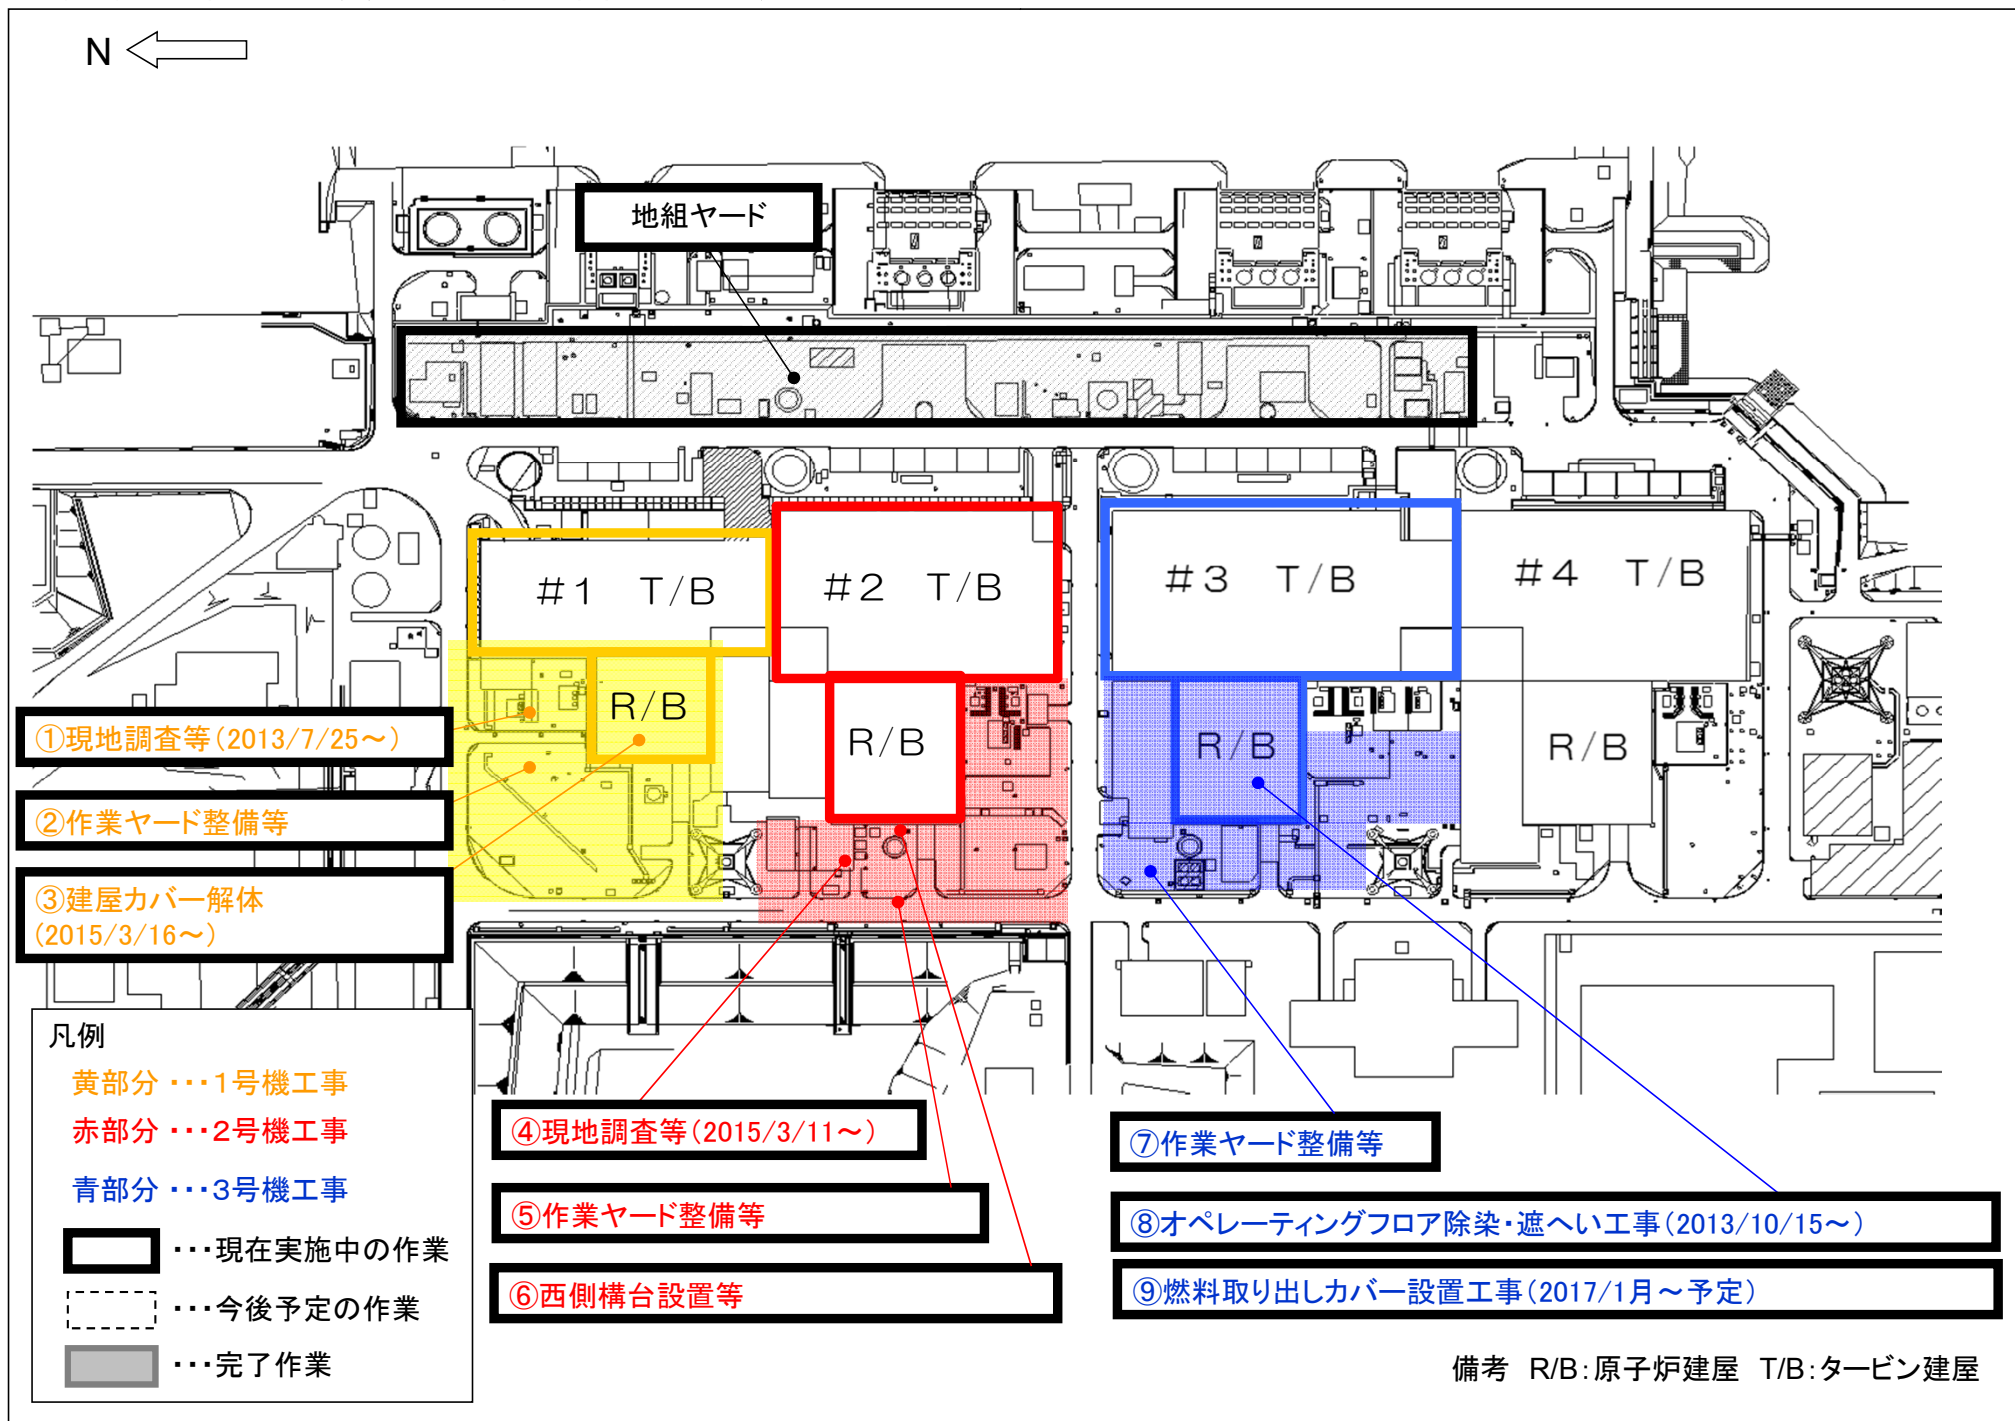 N
地組ヤード
#1 T/B
#2 T/B
#3 T/B
#4 T/B
R/B
R/B
R/B
R/B
①現地調査等(2013/7/25～)
②作業ヤード整備等
③建屋カバー解体
(2015/3/16～)
凡例
黄部分 ・・・1号機工事
赤部分 ・・・2号機工事
青部分 ・・・3号機工事
・・・現在実施中の作業
・・・今後予定の作業
・・・完了作業
④現地調査等(2015/3/11～)
⑤作業ヤード整備等
⑥西側構台設置等
⑦作業ヤード整備等
⑧オペレーティングフロア除染・遮へい工事(2013/10/15～)
⑨燃料取り出しカバー設置工事(2017/1月～予定)
備考 R/B:原子炉建屋 T/B:タービン建屋